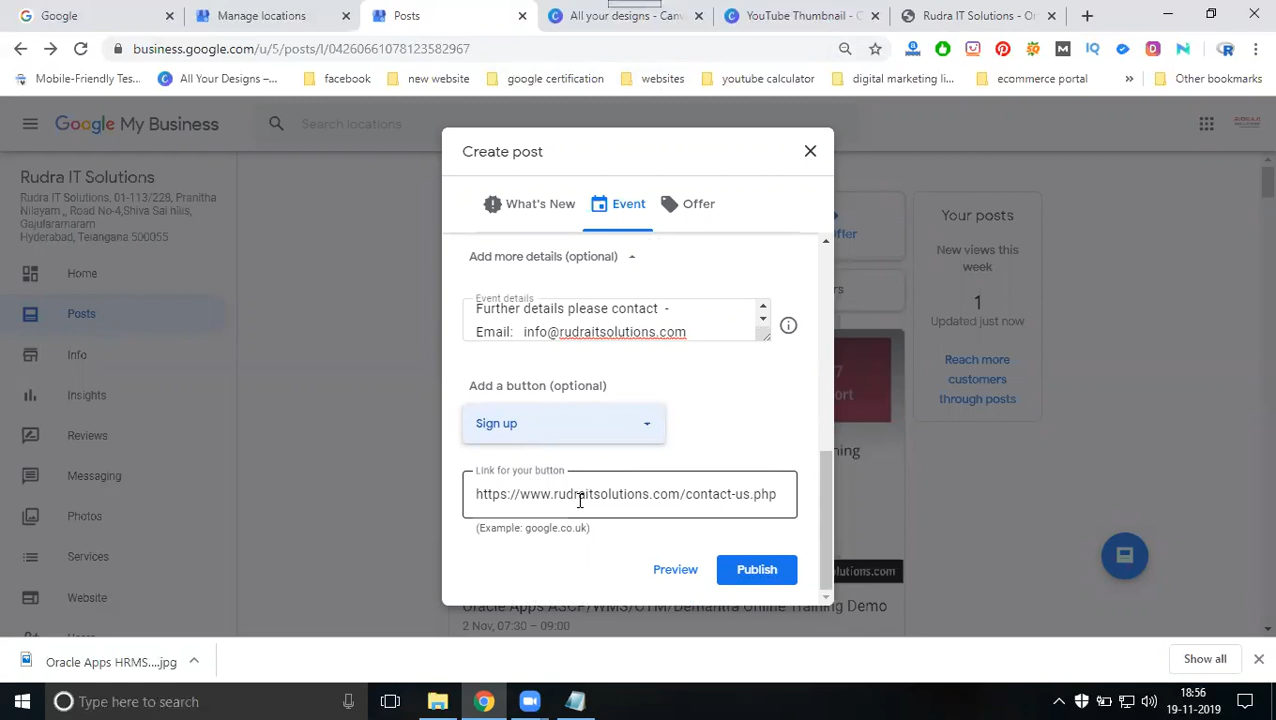 Google
Manage locations
Posts
All your designs - Canv
YouTube Thumbnail - C
Rudra IT Solutions - Or
business.google.com/u/5/posts/l/04260661078123582967
Mobile-Friendly Tes...
All Your Designs –...
facebook
new website
google certification
websites
youtube calculator
digital marketing li...
ecommerce portal
»
Other bookmarks
Google My Business
Search locations
Rudra IT Solutions
Rudra IT Solutions, 01-113/228, Pranitha
Nilayam ,, Road No-4,Shiva Sai hills,
Gajularamaram
Hyderabad, Telangana 500055
Home
Posts
Info
Insights
Reviews
Messaging
Photos
Services
Website
Create post
What's New
Event
Offer
Add more details (optional)
Event details
Further details please contact -
Email: info@rudraitsolutions.com
Add a button (optional)
Sign up
Link for your button
https://www.rudraitsolutions.com/contact-us.php
(Example: google.co.uk)
Preview
Publish
Your posts
New views this
week
1
Updated just now
Reach more
customers
through posts
Oracle Apps ASCP/WMS/CTM/Demantra Online Training Demo
2 Nov, 07:30 – 09:00
Oracle Apps HRMS....jpg
Show all
Type here to search
18:56
19-11-2019